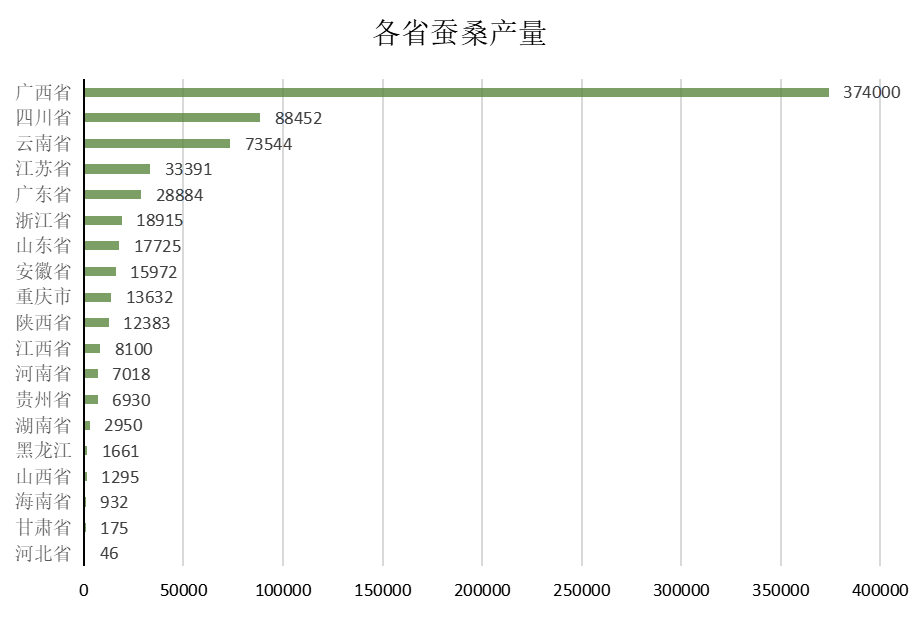 各省蚕桑产量
广西省 374000
四川省 88452
云南省 73544
江苏省 33391
广东省 28884
浙江省 18915
山东省 17725
安徽省 15972
重庆市 13632
陕西省 12383
江西省 8100
河南省 7018
贵州省 6930
湖南省 2950
黑龙江 1661
山西省 1295
海南省 932
甘肃省 175
河北省 46
0 50000 100000 150000 200000 250000 300000 350000 400000